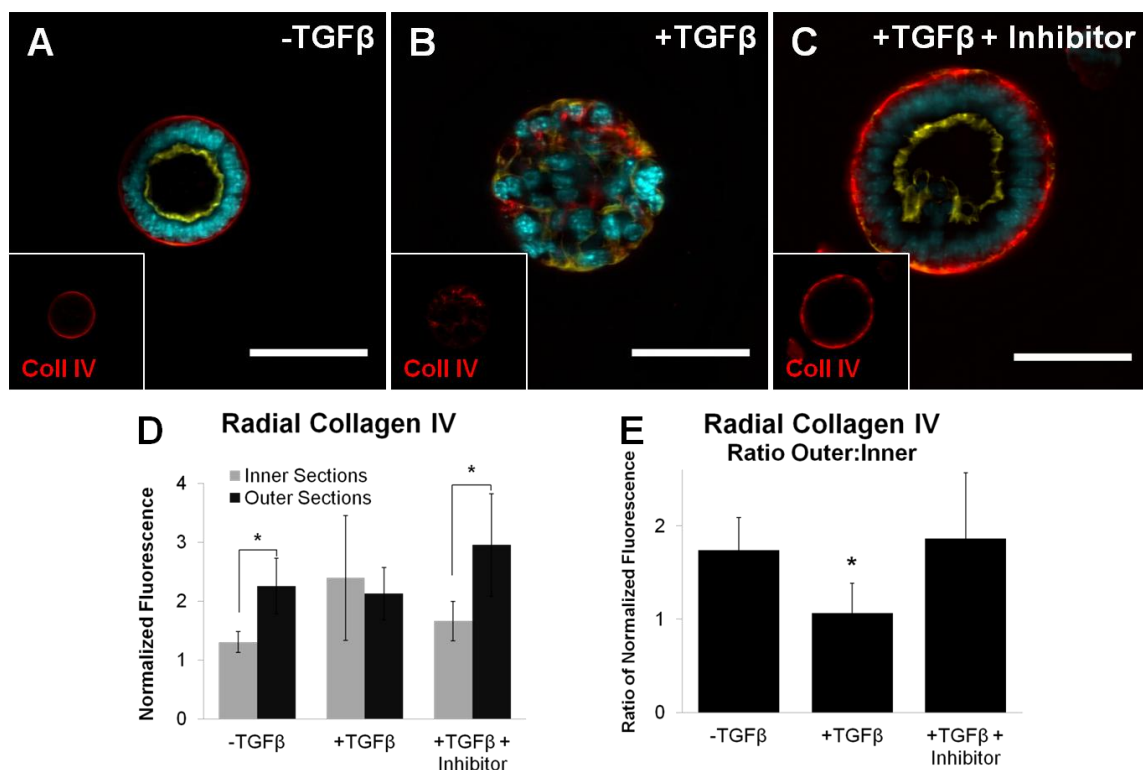 A
-TGFβ
Coll IV
B
+TGFβ
Coll IV
C
+TGFβ + Inhibitor
Coll IV
D
Radial Collagen IV
Inner Sections
Outer Sections
Normalized Fluorescence
4
3
2
1
0
*
*
-TGFβ
+TGFβ
+TGFβ +
Inhibitor
E
Radial Collagen IV
Ratio Outer:Inner
Ratio of Normalized Fluorescence
2
1
0
*
-TGFβ
+TGFβ
+TGFβ +
Inhibitor